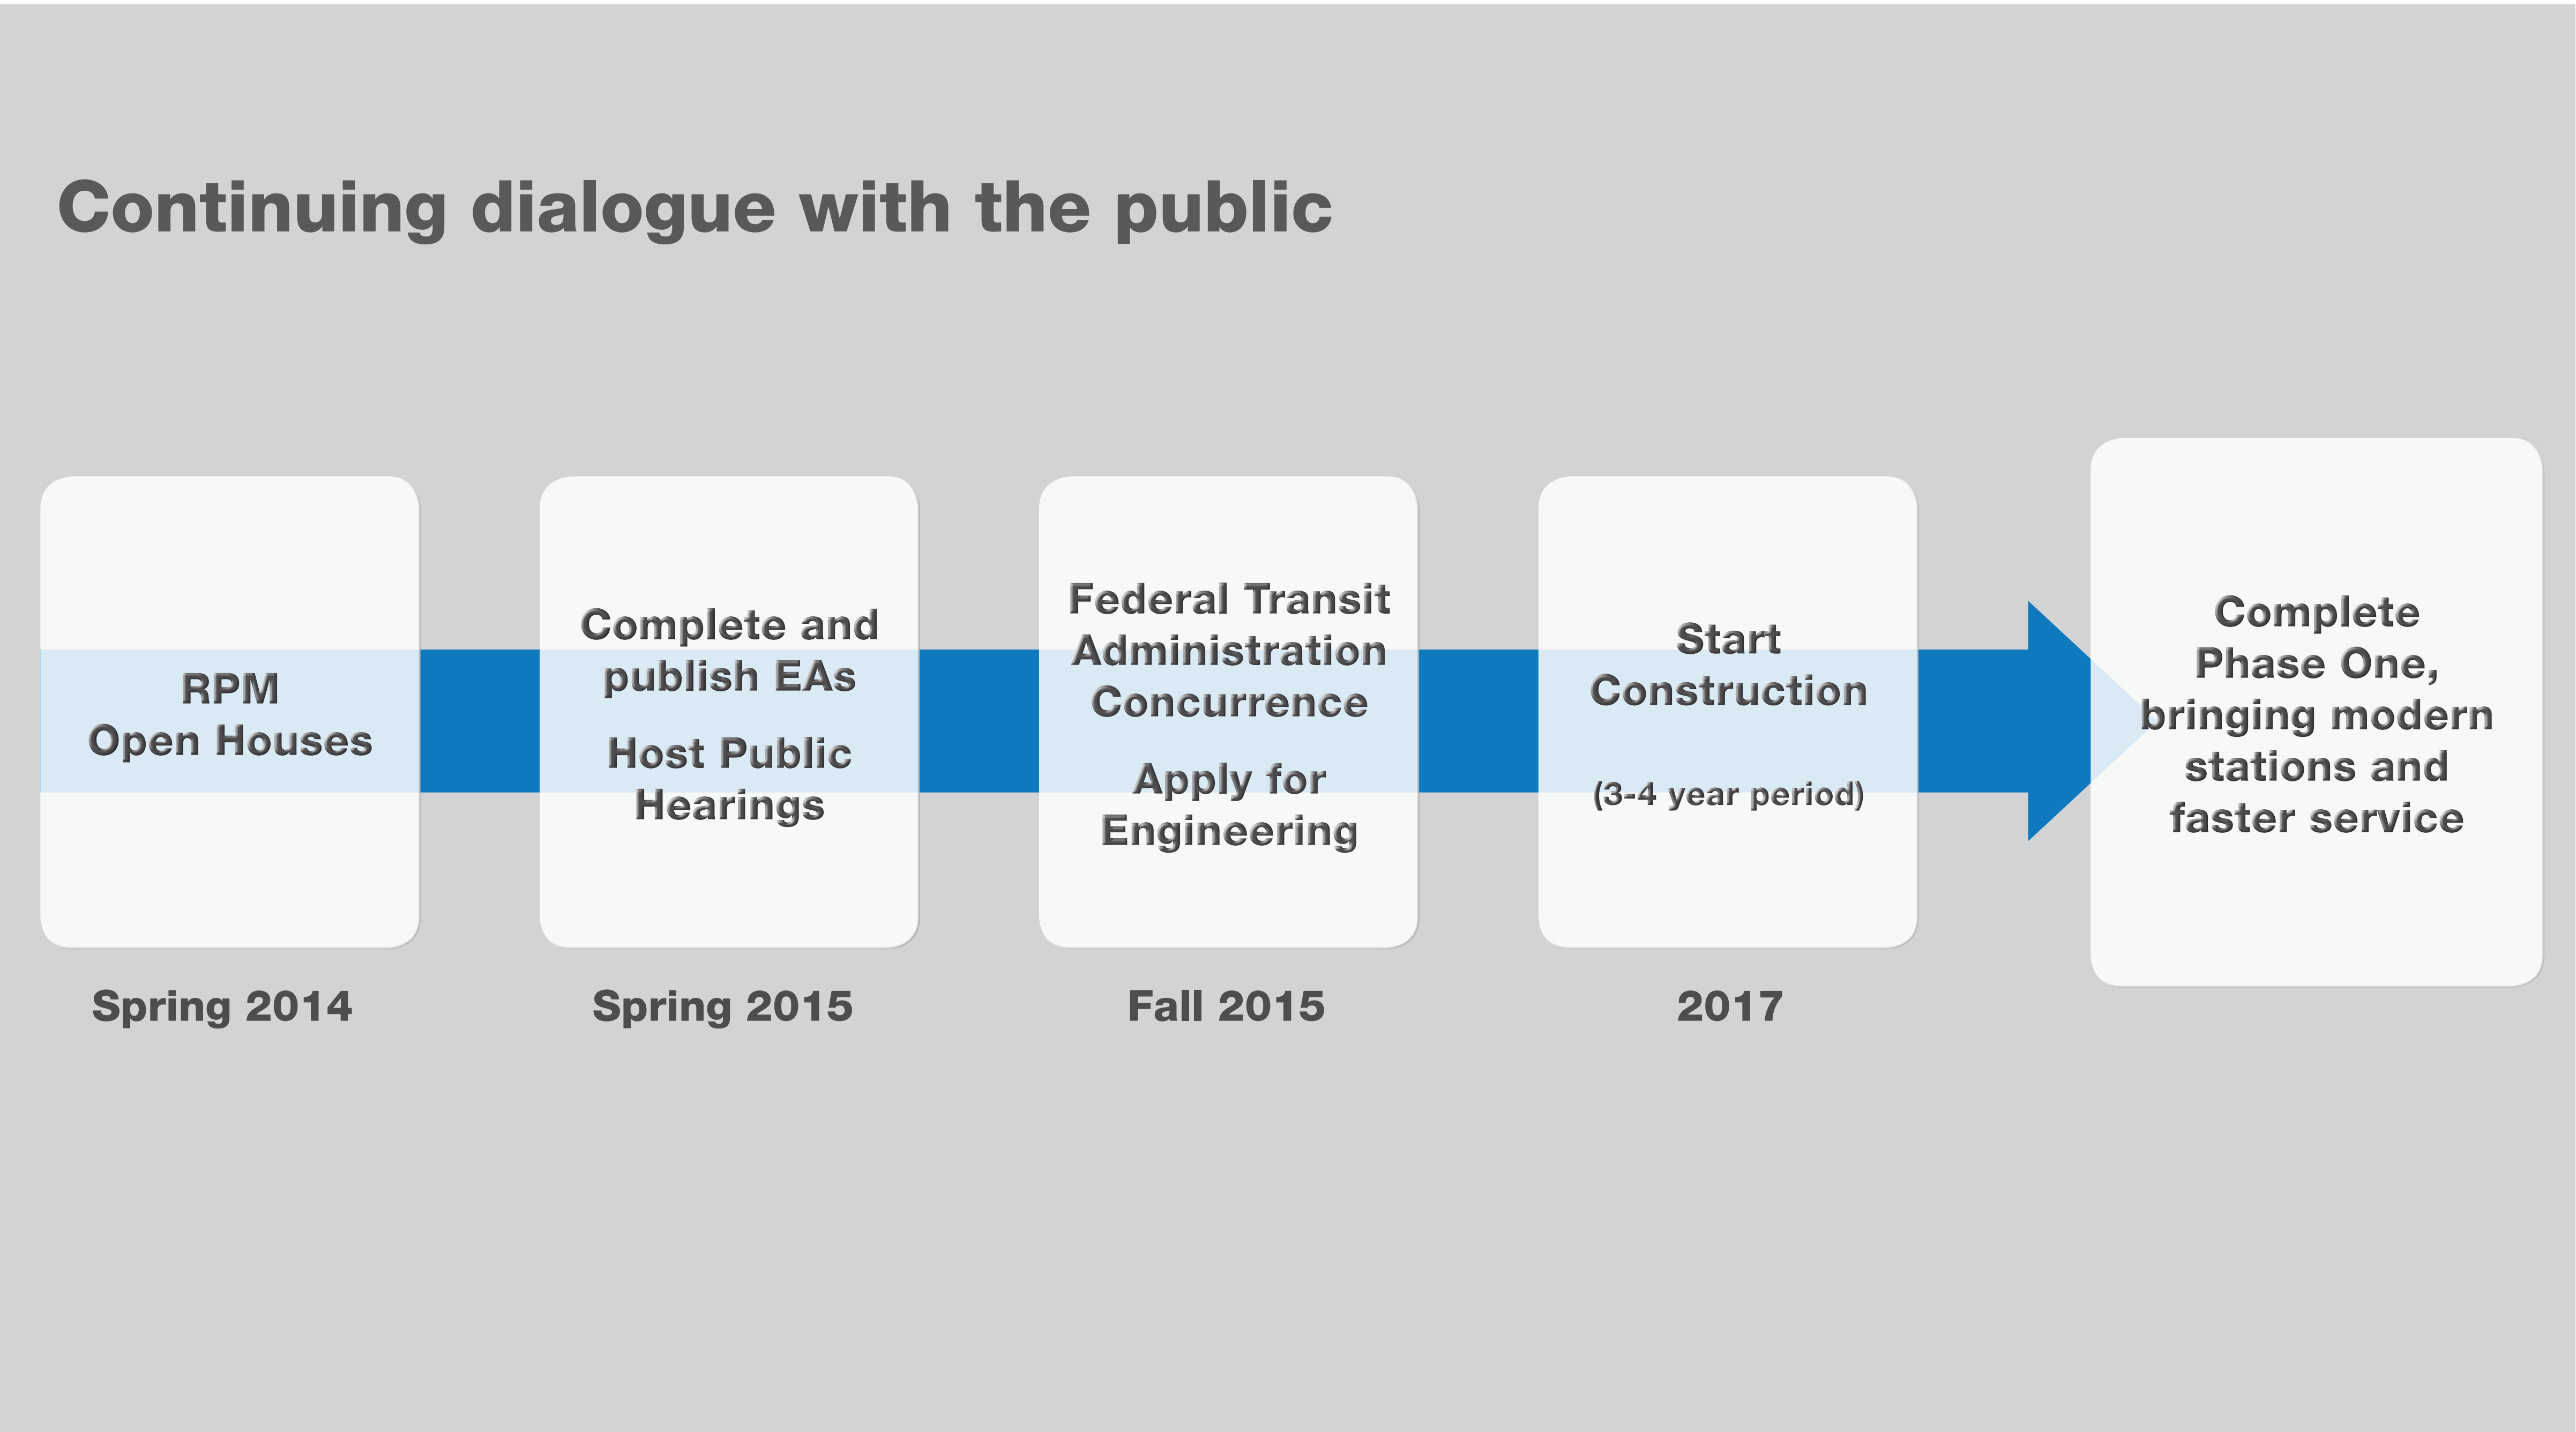 Continuing dialogue with the public
RPM
Open Houses
Spring 2014
Complete and
publish EAs
Host Public
Hearings
Spring 2015
Federal Transit
Administration
Concurrence
Apply for
Engineering
Fall 2015
Start
Construction
(3-4 year period)
2017
Complete
Phase One,
bringing modern
stations and
faster service